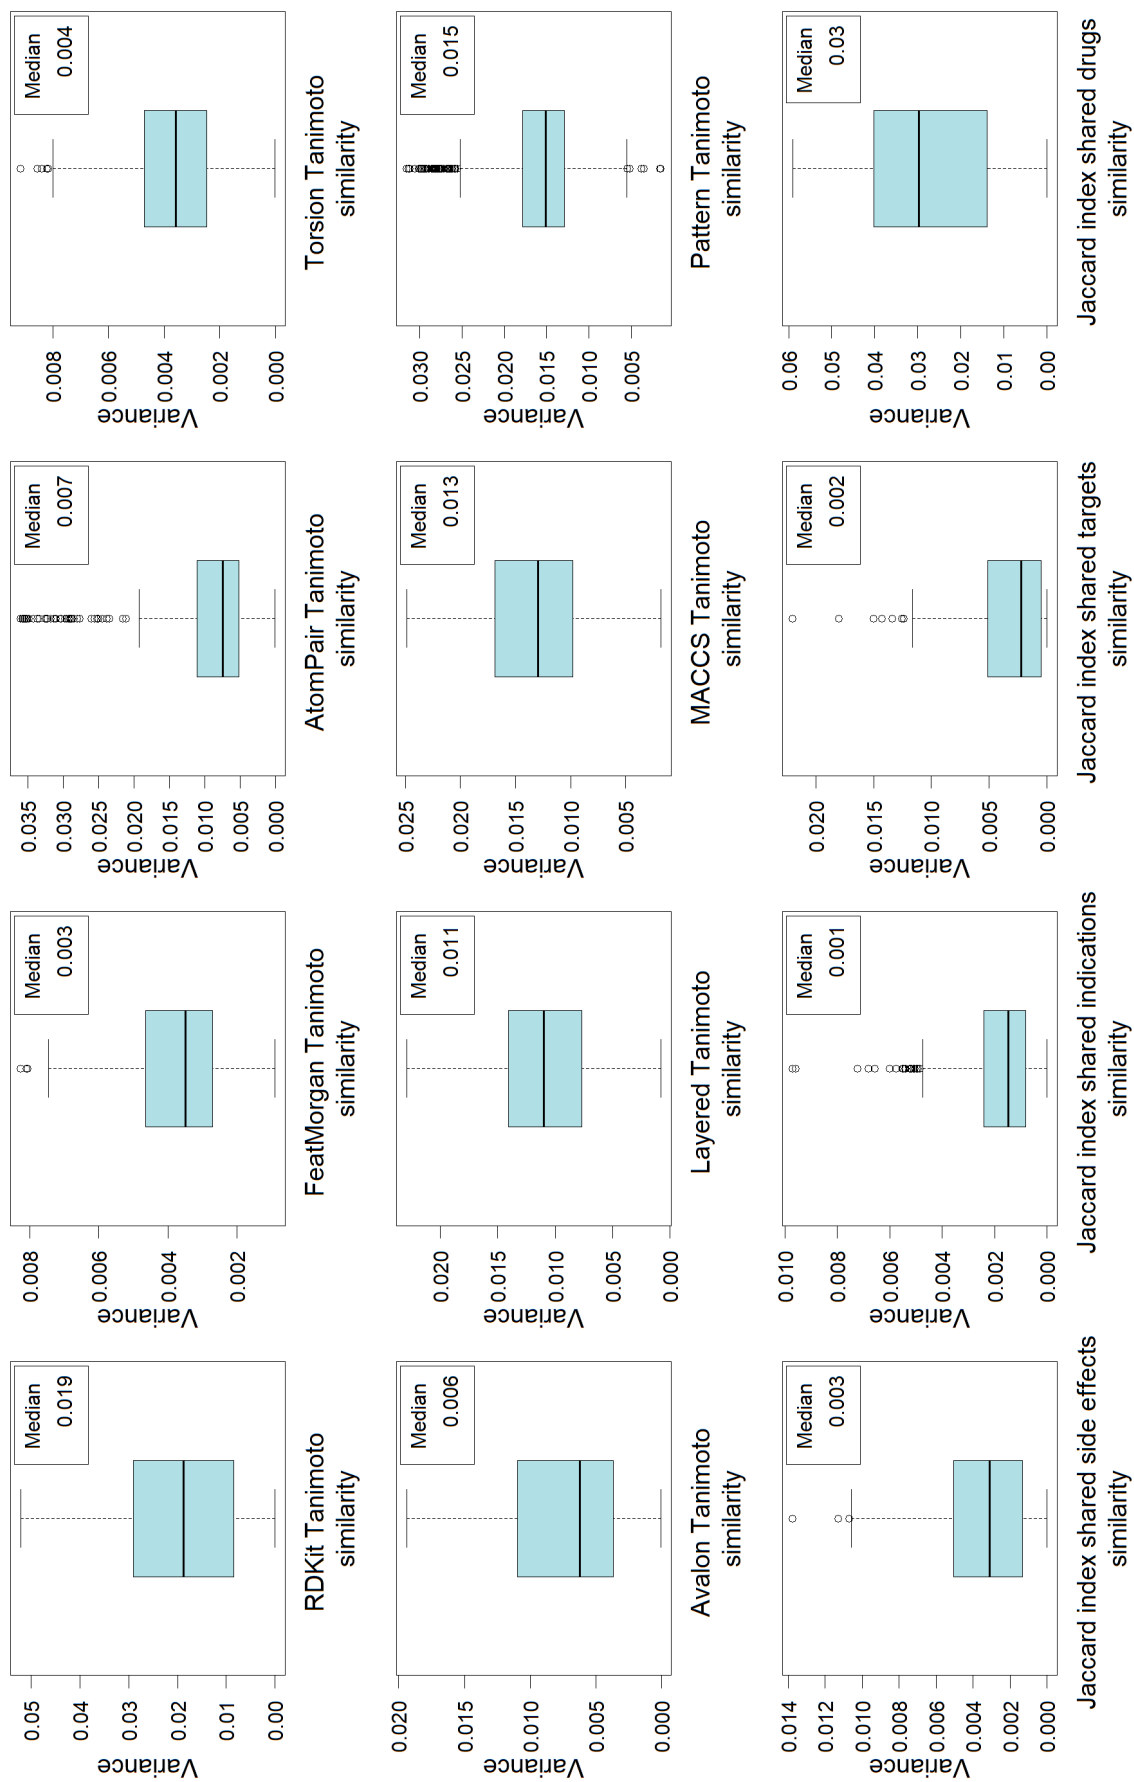 Variance
0.05
0.04
0.03
0.02
0.01
0.00
Median
0.019
RDKit Tanimoto
similarity
Variance
0.008
0.006
0.004
0.002
Median
0.003
FeatMorgan Tanimoto
similarity
Variance
0.035
0.030
0.025
0.020
0.015
0.010
0.005
0.000
Median
0.007
AtomPair Tanimoto
similarity
Variance
0.008
0.006
0.004
0.002
0.000
Median
0.004
Torsion Tanimoto
similarity
Variance
0.020
0.015
0.010
0.005
0.000
Median
0.006
Avalon Tanimoto
similarity
Variance
0.020
0.015
0.010
0.005
0.000
Median
0.011
Layered Tanimoto
similarity
Variance
0.025
0.020
0.015
0.010
0.005
Median
0.013
MACCS Tanimoto
similarity
Variance
0.030
0.025
0.020
0.015
0.010
0.005
Median
0.015
Pattern Tanimoto
similarity
Variance
0.014
0.012
0.010
0.008
0.006
0.004
0.002
0.000
Median
0.003
Jaccard index shared side effects
similarity
Variance
0.010
0.008
0.006
0.004
0.002
0.000
Median
0.001
Jaccard index shared indications
similarity
Variance
0.020
0.015
0.010
0.005
0.000
Median
0.002
Jaccard index shared targets
similarity
Variance
0.06
0.05
0.04
0.03
0.02
0.01
0.00
Median
0.03
Jaccard index shared drugs
similarity